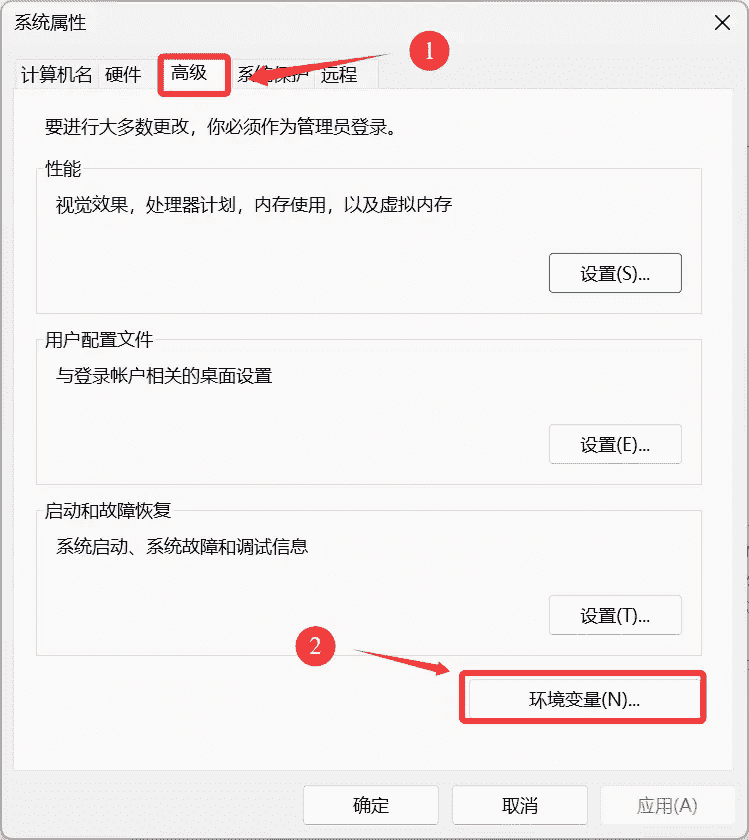 系统属性
1
计算机名 硬件 高级 系统保护 远程
要进行大多数更改，你必须作为管理员登录。
性能
视觉效果，处理器计划，内存使用，以及虚拟内存
设置(S)...
用户配置文件
与登录帐户相关的桌面设置
设置(E)...
启动和故障恢复
系统启动、系统故障和调试信息
设置(T)...
2
环境变量(N)...
确定 取消 应用(A)